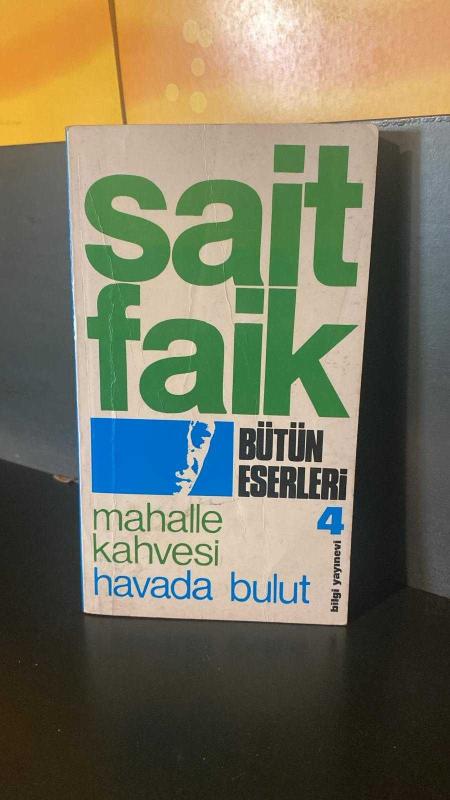 sait
faik
BÜTÜN
ESERLERİ
mahalle
kahvesi
havada bulut
4
bilgi yayınevi